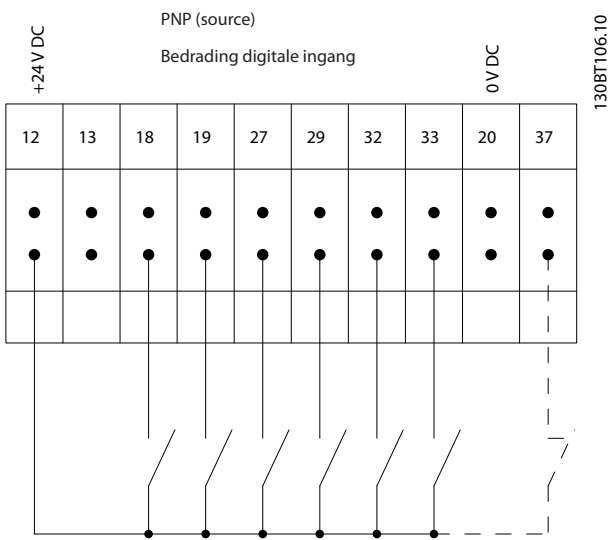 PNP (source)
Bedrading digitale ingang
+24 V DC
0 V DC
130BT106.10
12 13 18 19 27 29 32 33 20 37